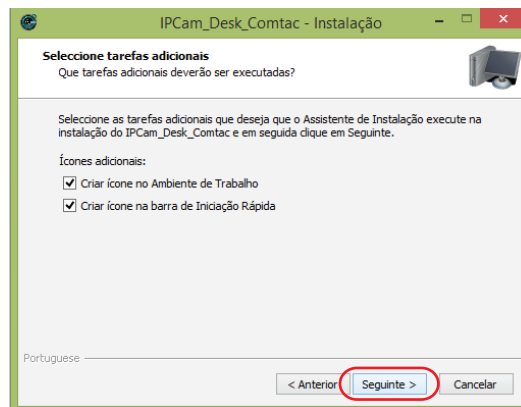 IPCam_Desk_Comtac - Instalação
Seleccione tarefas adicionais
Que tarefas adicionais deverão ser executadas?
Seleccione as tarefas adicionais que deseja que o Assistente de Instalação execute na
instalação do IPCam_Desk_Comtac e em seguida clique em Seguinte.
Ícones adicionais:
Criar ícone no Ambiente de Trabalho
Criar ícone na barra de Iniciação Rápida
Portuguese
< Anterior Seguinte > Cancelar